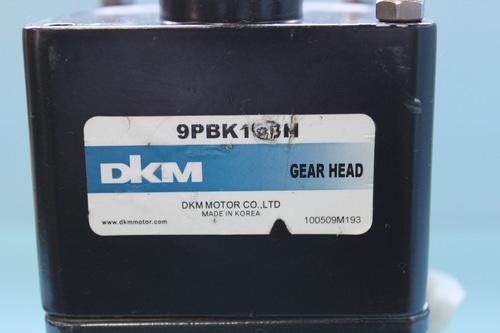 DKM
GEAR HEAD
DKM MOTOR CO.,LTD
MADE IN KOREA
www.dkmmotor.com
100509M193